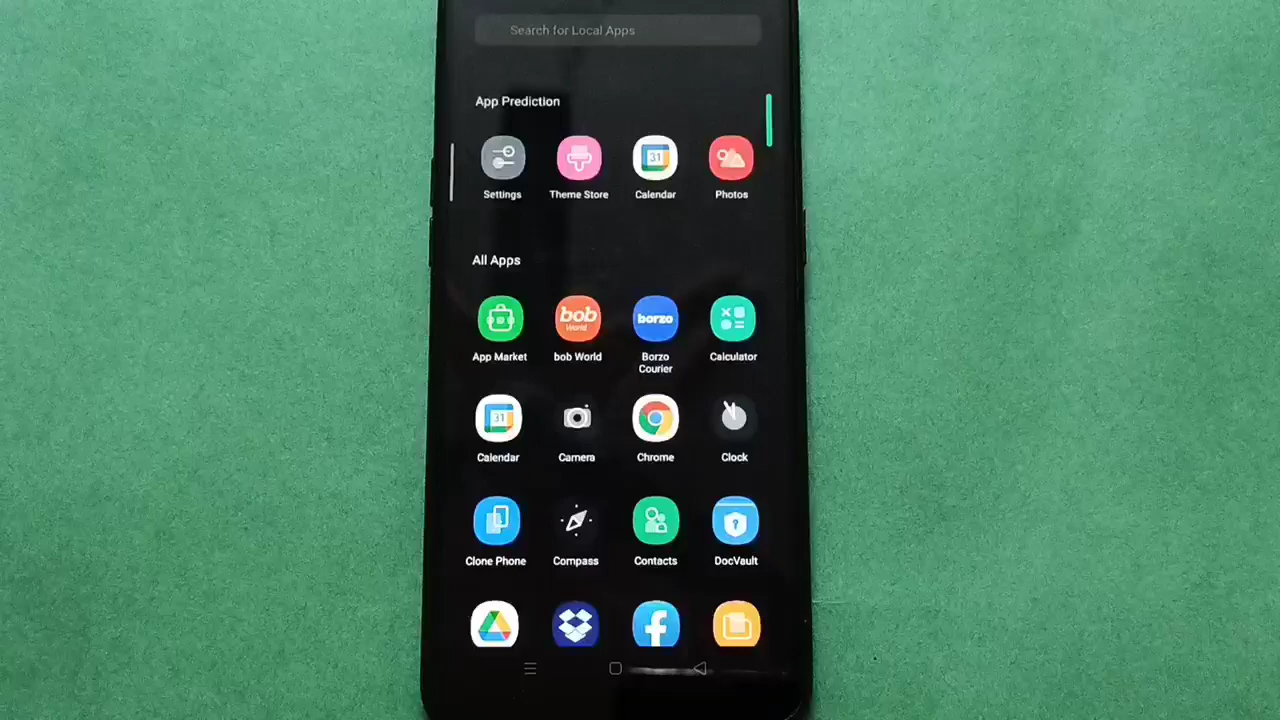 Search for Local Apps
App Prediction
31
Settings Theme Store Calendar Photos
All Apps
bob World
borzo
App Market bob World Borzo Courier Calculator
31
Calendar Camera Chrome Clock
Clone Phone Compass Contacts DocVault